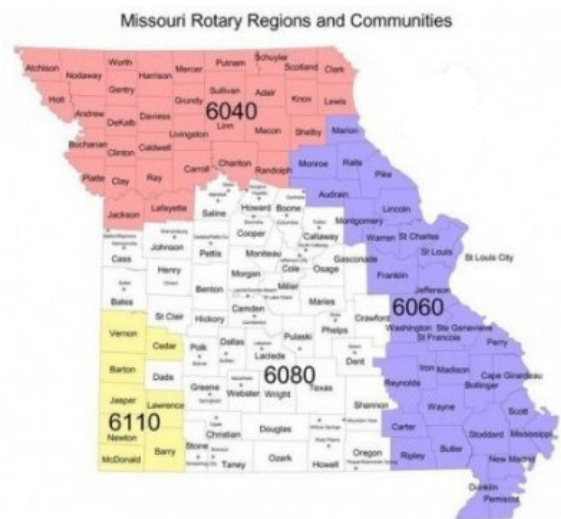 Missouri Rotary Regions and Communities
Atchison
Nodaway
Worth
Harrison
Mercer
Putnam
Schuyler
Scotland
Clark
Holt
Andrew
Gentry
DeKalb
Daviess
Grundy
Sullivan
Adair
Knox
Lewis
6040
Linn
Macon
Shelby
Marion
Buchanan
Clinton
Caldwell
Livingston
Chariton
Randolph
Monroe
Ralls
Pike
Platte
Clay
Ray
Carroll
Audrain
Jackson
Lafayette
Saline
Howard
Boone
Callaway
Montgomery
Lincoln
Cass
Johnson
Pettis
Cooper
Moniteau
Cole
Osage
Gasconade
Warren
St Charles
St Louis
St Louis City
Henry
Benton
Morgan
Miller
Maries
Franklin
Jefferson
Bates
St Clair
Hickory
Camden
Pulaski
Phelps
Crawford
6060
Washington
Ste Genevieve
St Francois
Perry
Vernon
Cedar
Polk
Dallas
Laclede
Dent
Iron
Madison
Cape Girardeau
Bollinger
Barton
Dade
Greene
Webster
Wright
6080
Texas
Reynolds
Wayne
Scott
Jasper
Lawrence
Christian
Douglas
Shannon
Carter
Stoddard
Mississippi
6110
Newton
McDonald
Barry
Stone
Taney
Ozark
Howell
Oregon
Ripley
Butler
New Madrid
Dunklin
Pemiscot